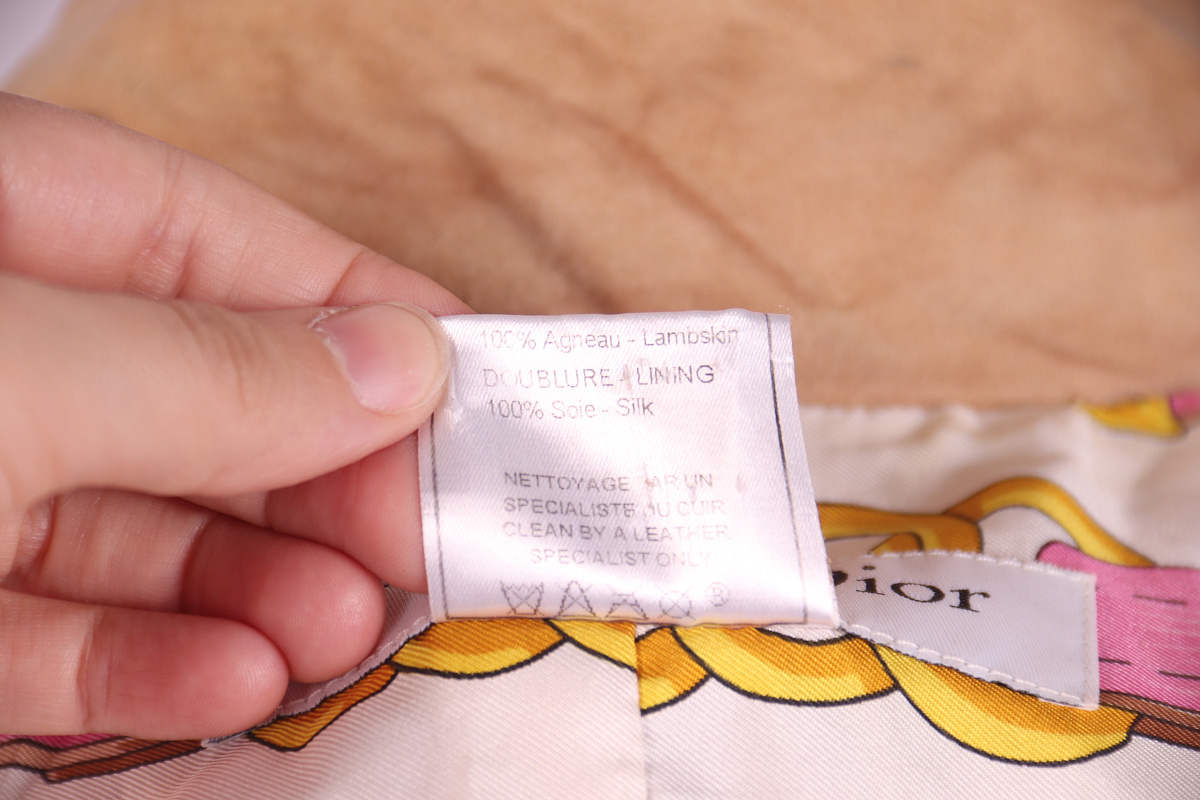 100% Agneau - Lambskin
DOUBLURE - LINING
100% Soie - Silk
NETTOYAGE PAR UN
SPECIALISTE DU CUIR
CLEAN BY A LEATHER
SPECIALIST ONLY
®
Dior